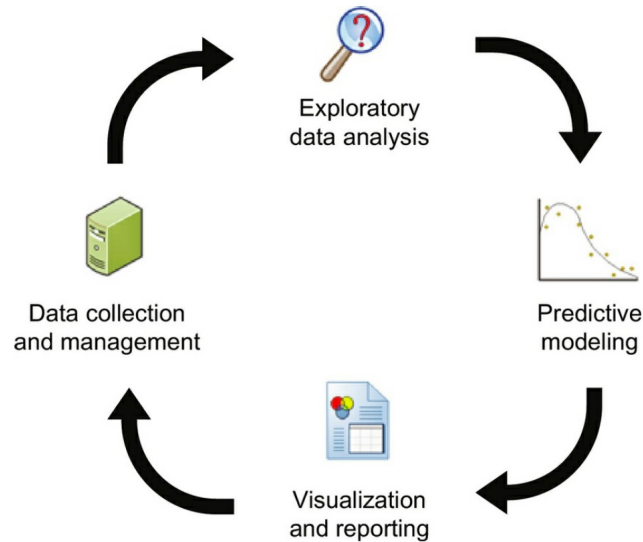 ?
Exploratory
data analysis
Data collection
and management
Predictive
modeling
Visualization
and reporting